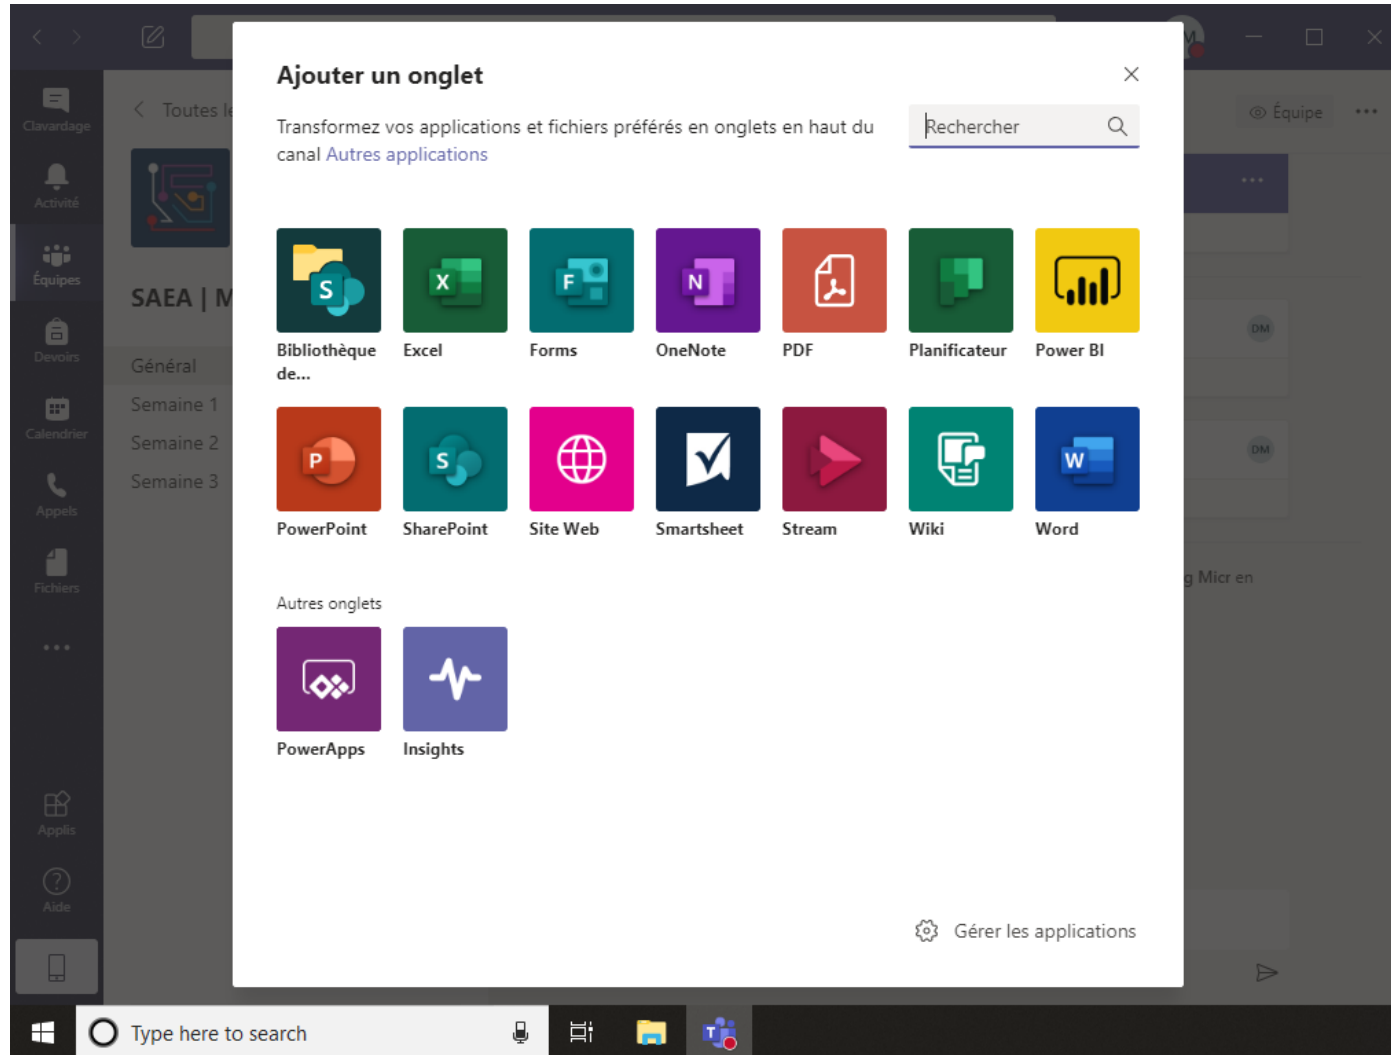 M
Ajouter un onglet
Transformez vos applications et fichiers préférés en onglets en haut du
canal Autres applications
Rechercher
Clavardage
Activité
Équipes
Devoirs
Calendrier
Appels
Fichiers
Applis
Aide
Toutes le
SAEA | M
Général
Semaine 1
Semaine 2
Semaine 3
Équipe
DM
DM
g Micr en
S
X
F
N
Bibliothèque
de...
Excel
Forms
OneNote
PDF
Planificateur
Power BI
P
S
W
PowerPoint
SharePoint
Site Web
Smartsheet
Stream
Wiki
Word
Autres onglets
PowerApps
Insights
Gérer les applications
Type here to search
T